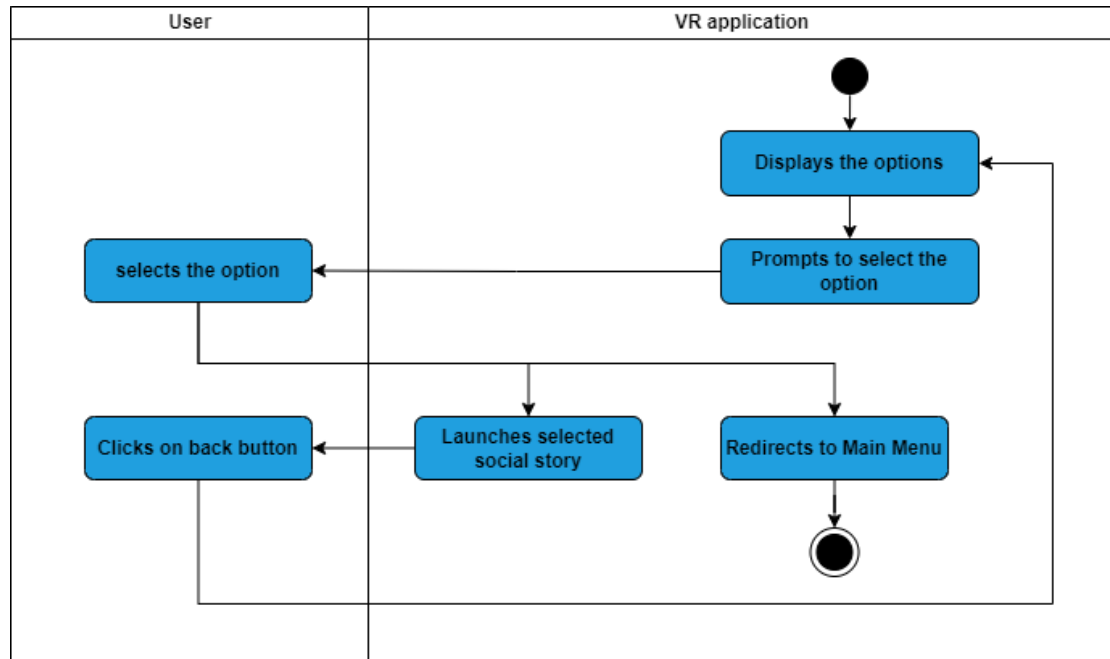 User
VR application
Displays the options
selects the option
Prompts to select the
option
Clicks on back button
Launches selected
social story
Redirects to Main Menu